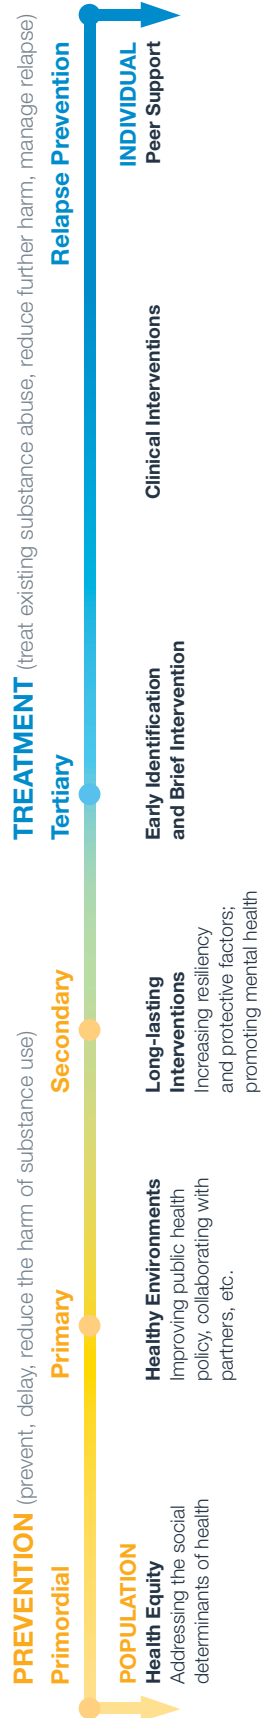 PREVENTION (prevent, delay, reduce the harm of substance use)
TREATMENT (treat existing substance abuse, reduce further harm, manage relapse)
Primordial
Primary
Secondary
Tertiary
Relapse Prevention
POPULATION
Health Equity
Addressing the social
determinants of health
Healthy Environments
Improving public health
policy, collaborating with
partners, etc.
Long-lasting
Interventions
Increasing resiliency
and protective factors;
promoting mental health
Early Identification
and Brief Intervention
Clinical Interventions
INDIVIDUAL
Peer Support